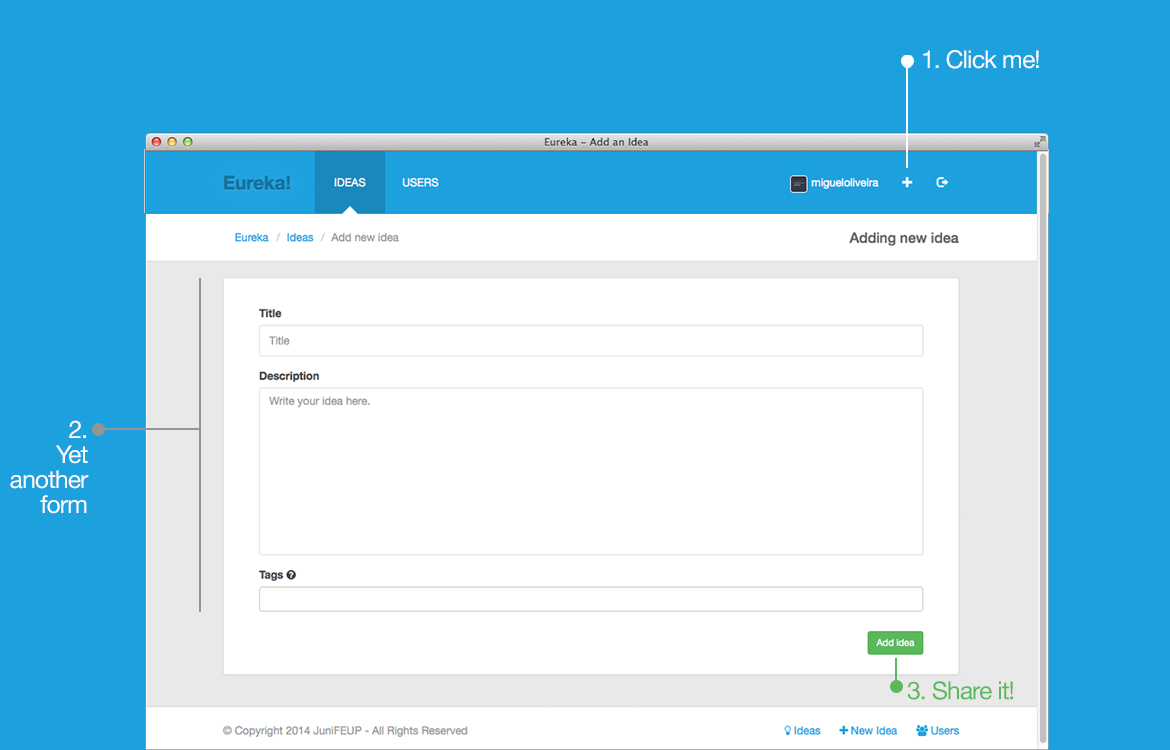 1. Click me!
Eureka – Add an Idea
Eureka!
IDEAS
USERS
migueloliveira
Eureka / Ideas / Add new idea
Adding new idea
Title
Title
Description
Write your idea here.
2.
Yet
another
form
Tags ?
Add idea
3. Share it!
© Copyright 2014 JuniFEUP - All Rights Reserved
Ideas
New Idea
Users